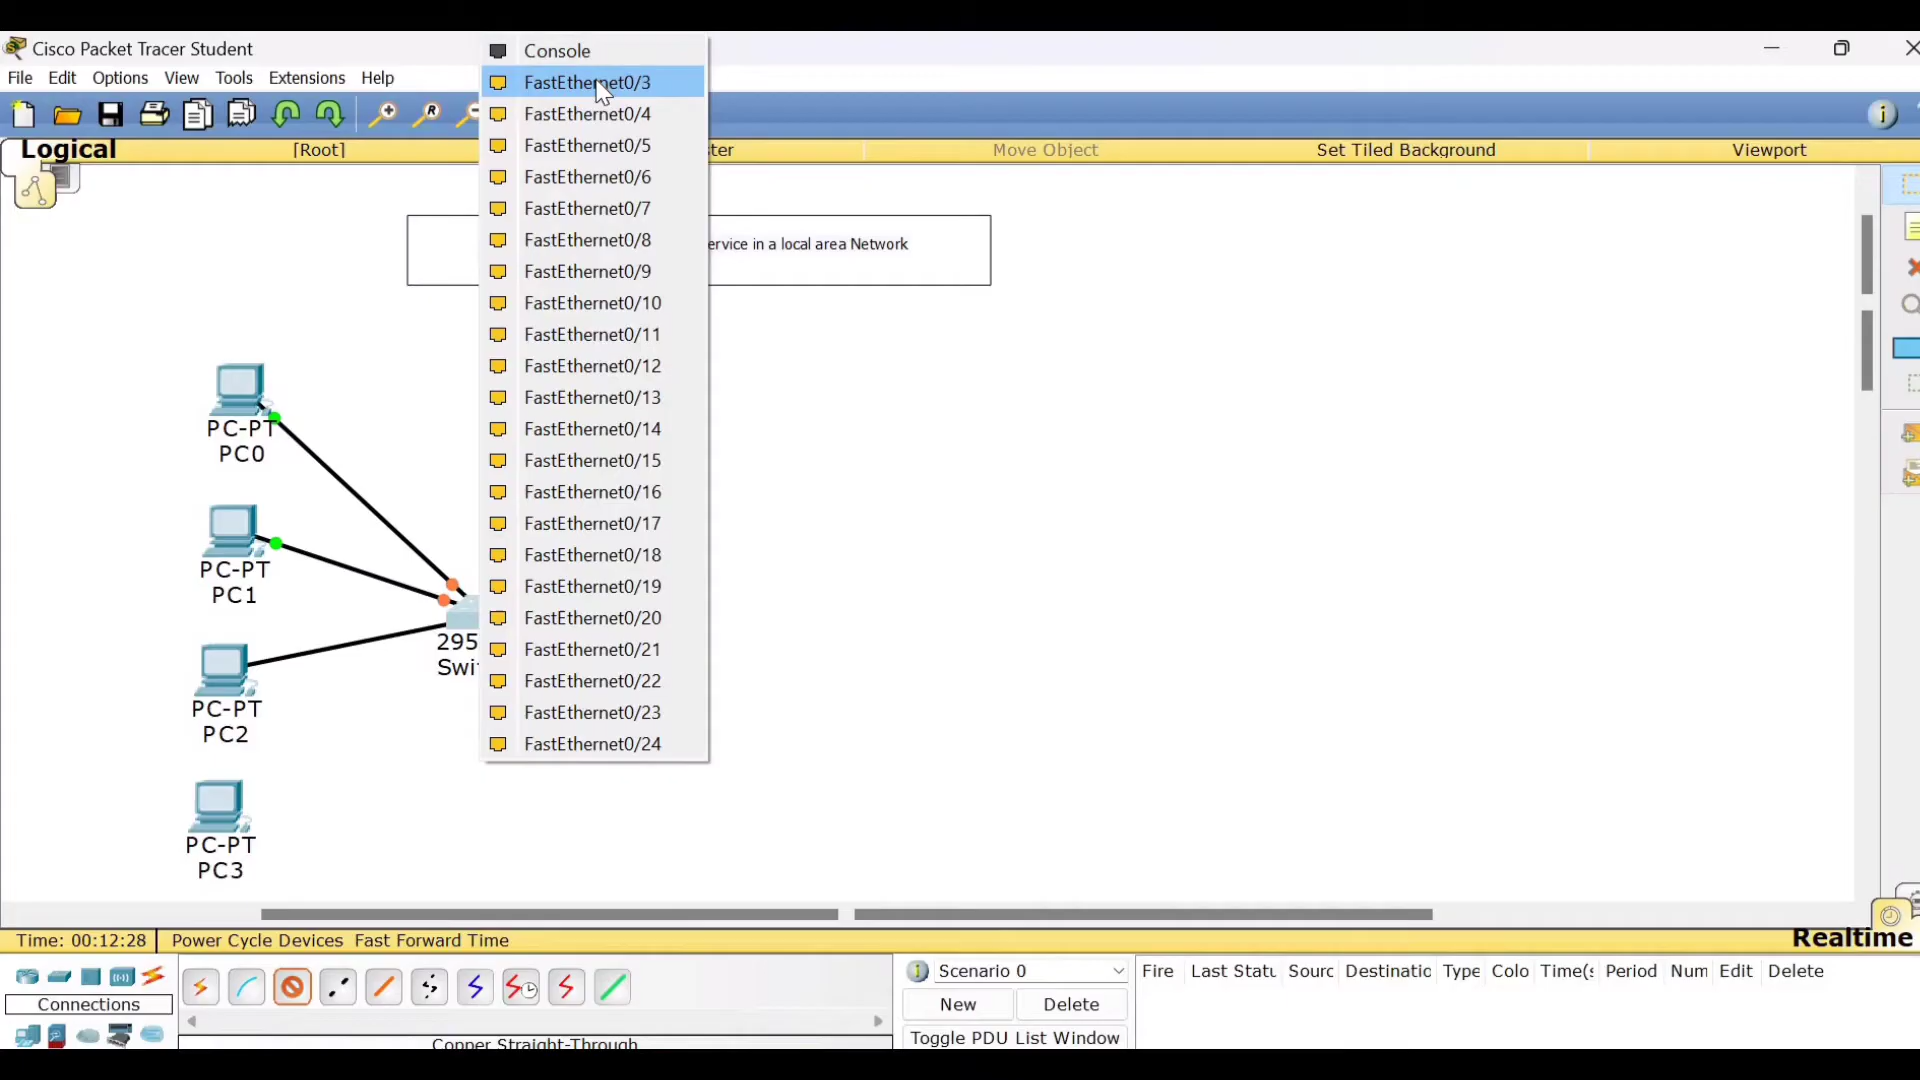 Cisco Packet Tracer Student
File Edit Options View Tools Extensions Help
Logical [Root] ster Move Object Set Tiled Background Viewport
Console
FastEthernet0/3
FastEthernet0/4
FastEthernet0/5
FastEthernet0/6
FastEthernet0/7
FastEthernet0/8
FastEthernet0/9
FastEthernet0/10
FastEthernet0/11
FastEthernet0/12
FastEthernet0/13
FastEthernet0/14
FastEthernet0/15
FastEthernet0/16
FastEthernet0/17
FastEthernet0/18
FastEthernet0/19
FastEthernet0/20
FastEthernet0/21
FastEthernet0/22
FastEthernet0/23
FastEthernet0/24
ervice in a local area Network
PC-PT
PC0
PC-PT
PC1
295
Swi
PC-PT
PC2
PC-PT
PC3
Time: 00:12:28 Power Cycle Devices Fast Forward Time
Realtime
Connections
Copper Straight-Through
Scenario 0
New Delete
Toggle PDU List Window
Fire Last Statu Sourc Destinatio Type Colo Time(s Period Num Edit Delete